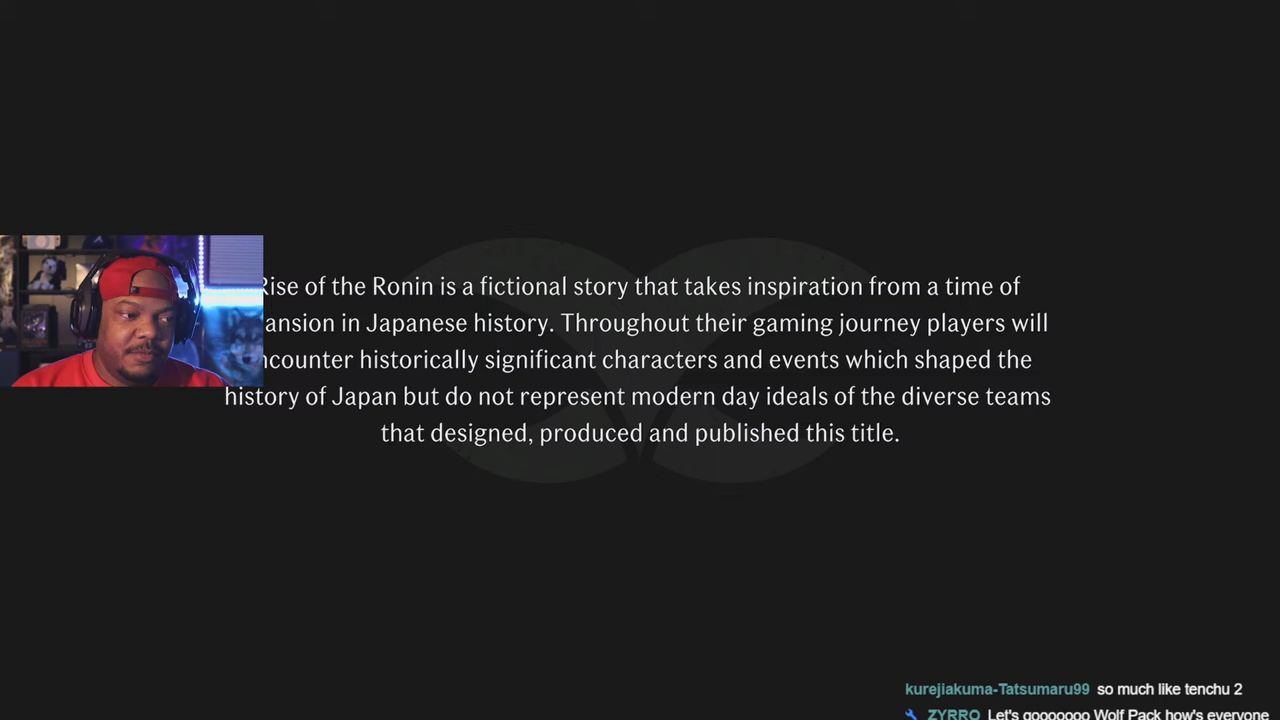 Rise of the Ronin is a fictional story that takes inspiration from a time of
ansion in Japanese history. Throughout their gaming journey players will
ncounter historically significant characters and events which shaped the
history of Japan but do not represent modern day ideals of the diverse teams
that designed, produced and published this title.
kurejiakuma-Tatsumaru99 so much like tenchu 2
ZYRRO Let's gooooooo Wolf Pack how's everyone